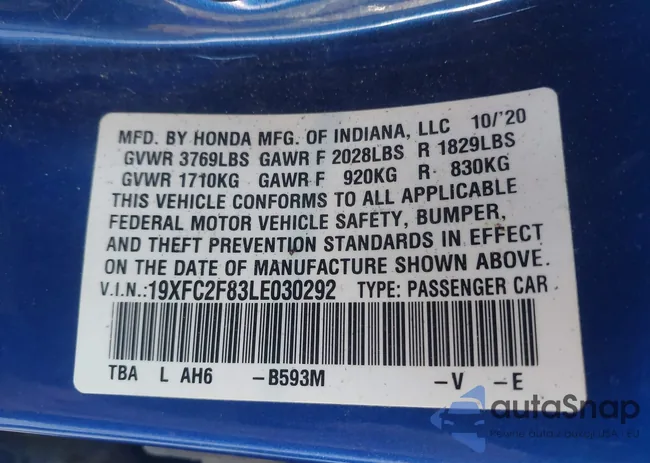 MFD. BY HONDA MFG. OF INDIANA, LLC 10/'20
GVWR 3769LBS GAWR F 2028LBS R 1829LBS
GVWR 1710KG GAWR F 920KG R 830KG
THIS VEHICLE CONFORMS TO ALL APPLICABLE
FEDERAL MOTOR VEHICLE SAFETY, BUMPER,
AND THEFT PREVENTION STANDARDS IN EFFECT
ON THE DATE OF MANUFACTURE SHOWN ABOVE.
V.I.N.:19XFC2F83LE030292 TYPE: PASSENGER CAR
TBA L AH6 -B593M -V -E
autoSnap